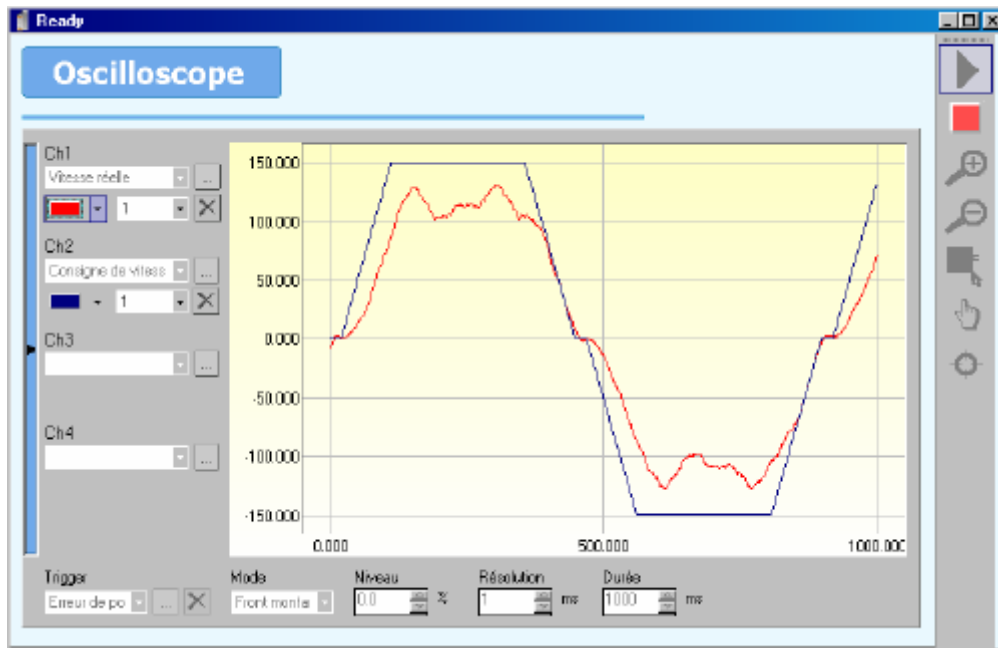 Ready
Oscilloscope
Ch1
Vitesse réelle
...
1
Ch2
Consigne de vitess
...
1
Ch3
...
Ch4
...
150.000
100.000
50.000
0.000
-50.000
-100.000
-150.000
0.000 500.000 1000.000
Trigger Mode Niveau Résolution Durée
Erreur de po ... Front monta 0.0 % 1 ms 1000 ms